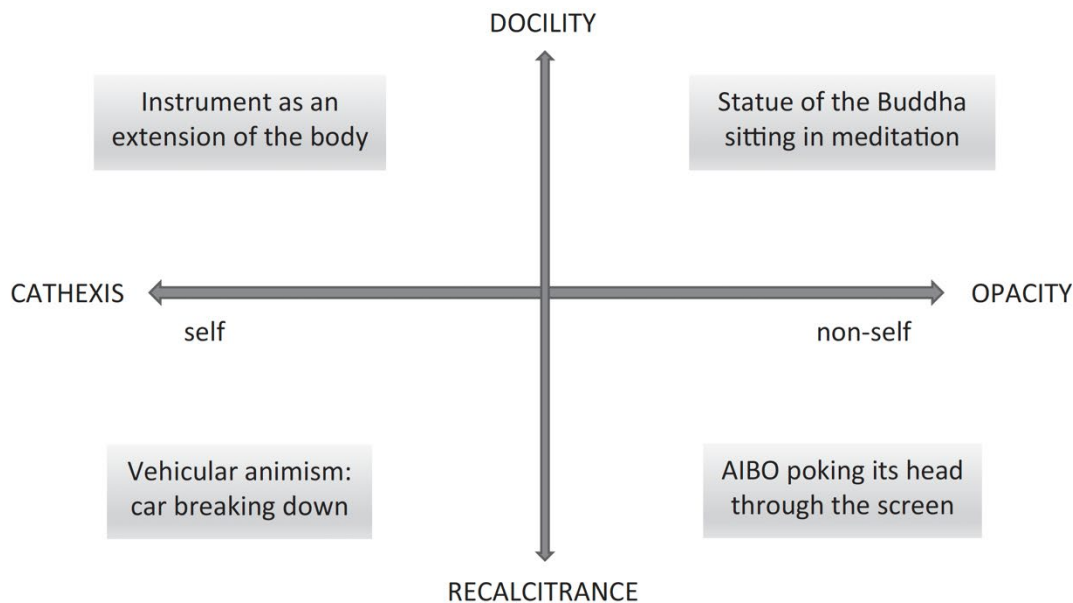 DOCILITY
Instrument as an
extension of the body
Statue of the Buddha
sitting in meditation
CATHEXIS
OPACITY
self
non-self
Vehicular animism:
car breaking down
AIBO poking its head
through the screen
RECALCITRANCE